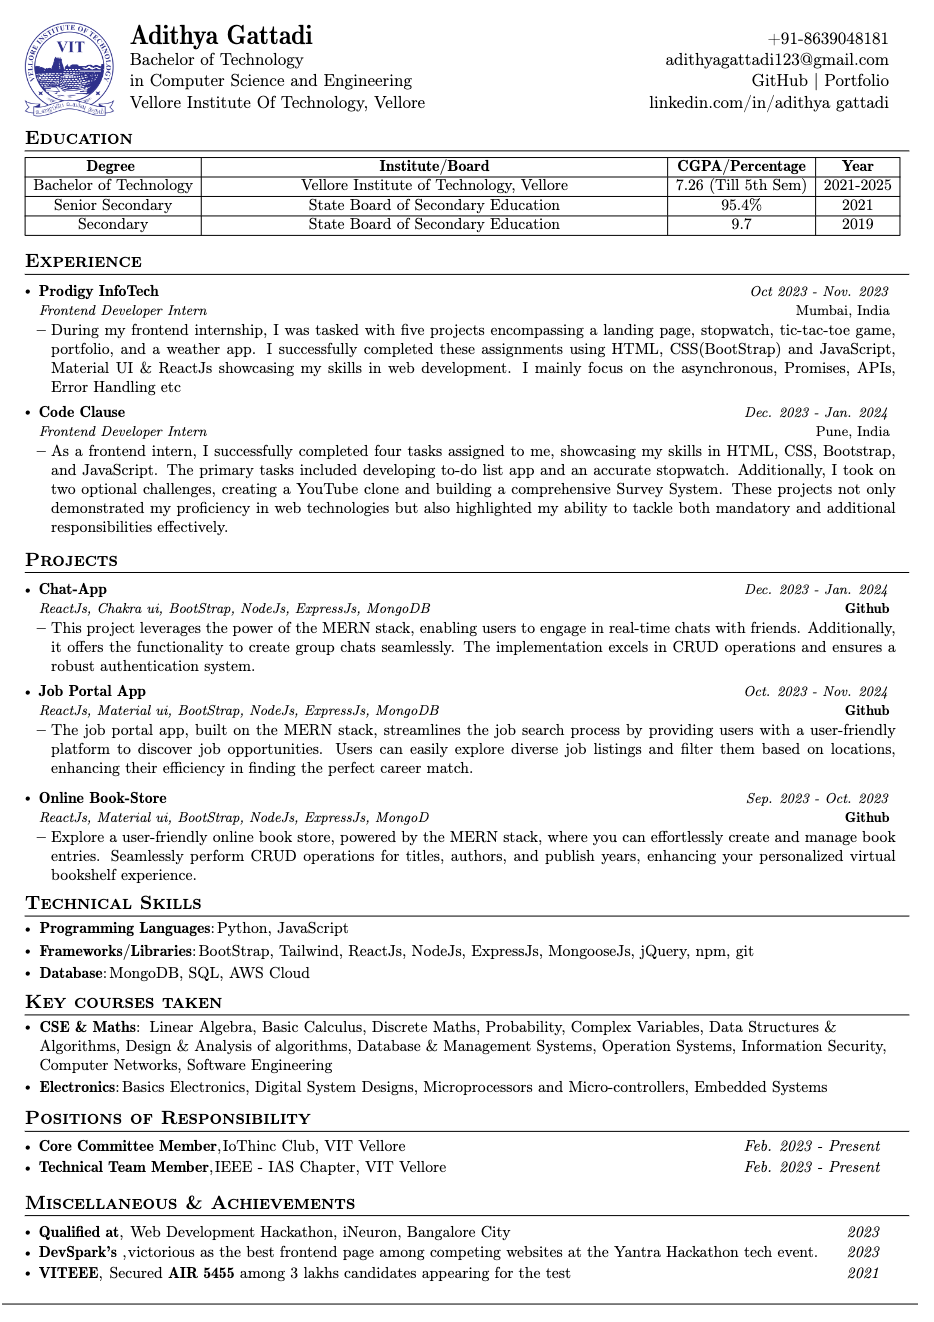 VELLORE INSTITUTE OF TECHNOLOGY
VIT
Adithya Gattadi
Bachelor of Technology
in Computer Science and Engineering
Vellore Institute Of Technology, Vellore
+91-8639048181
adithyagattadi123@gmail.com
GitHub | Portfolio
linkedin.com/in/adithya gattadi
Education
Degree Institute/Board CGPA/Percentage Year
Bachelor of Technology Vellore Institute of Technology, Vellore 7.26 (Till 5th Sem) 2021-2025
Senior Secondary State Board of Secondary Education 95.4% 2021
Secondary State Board of Secondary Education 9.7 2019
Experience
• Prodigy InfoTech Oct 2023 - Nov. 2023
Frontend Developer Intern Mumbai, India
– During my frontend internship, I was tasked with five projects encompassing a landing page, stopwatch, tic-tac-toe game,
portfolio, and a weather app. I successfully completed these assignments using HTML, CSS(BootStrap) and JavaScript,
Material UI & ReactJs showcasing my skills in web development. I mainly focus on the asynchronous, Promises, APIs,
Error Handling etc
• Code Clause Dec. 2023 - Jan. 2024
Frontend Developer Intern Pune, India
– As a frontend intern, I successfully completed four tasks assigned to me, showcasing my skills in HTML, CSS, Bootstrap,
and JavaScript. The primary tasks included developing to-do list app and an accurate stopwatch. Additionally, I took on
two optional challenges, creating a YouTube clone and building a comprehensive Survey System. These projects not only
demonstrated my proficiency in web technologies but also highlighted my ability to tackle both mandatory and additional
responsibilities effectively.
Projects
• Chat-App Dec. 2023 - Jan. 2024
ReactJs, Chakra ui, BootStrap, NodeJs, ExpressJs, MongoDB Github
– This project leverages the power of the MERN stack, enabling users to engage in real-time chats with friends. Additionally,
it offers the functionality to create group chats seamlessly. The implementation excels in CRUD operations and ensures a
robust authentication system.
• Job Portal App Oct. 2023 - Nov. 2024
ReactJs, Material ui, BootStrap, NodeJs, ExpressJs, MongoDB Github
– The job portal app, built on the MERN stack, streamlines the job search process by providing users with a user-friendly
platform to discover job opportunities. Users can easily explore diverse job listings and filter them based on locations,
enhancing their efficiency in finding the perfect career match.
• Online Book-Store Sep. 2023 - Oct. 2023
ReactJs, Material ui, BootStrap, NodeJs, ExpressJs, MongoD Github
– Explore a user-friendly online book store, powered by the MERN stack, where you can effortlessly create and manage book
entries. Seamlessly perform CRUD operations for titles, authors, and publish years, enhancing your personalized virtual
bookshelf experience.
Technical Skills
• Programming Languages: Python, JavaScript
• Frameworks/Libraries: BootStrap, Tailwind, ReactJs, NodeJs, ExpressJs, MongooseJs, jQuery, npm, git
• Database: MongoDB, SQL, AWS Cloud
Key courses taken
• CSE & Maths: Linear Algebra, Basic Calculus, Discrete Maths, Probability, Complex Variables, Data Structures &
Algorithms, Design & Analysis of algorithms, Database & Management Systems, Operation Systems, Information Security,
Computer Networks, Software Engineering
• Electronics: Basics Electronics, Digital System Designs, Microprocessors and Micro-controllers, Embedded Systems
Positions of Responsibility
• Core Committee Member,IoThinc Club, VIT Vellore Feb. 2023 - Present
• Technical Team Member,IEEE - IAS Chapter, VIT Vellore Feb. 2023 - Present
Miscellaneous & Achievements
• Qualified at, Web Development Hackathon, iNeuron, Bangalore City 2023
• DevSpark's ,victorious as the best frontend page among competing websites at the Yantra Hackathon tech event. 2023
• VITEEE, Secured AIR 5455 among 3 lakhs candidates appearing for the test 2021